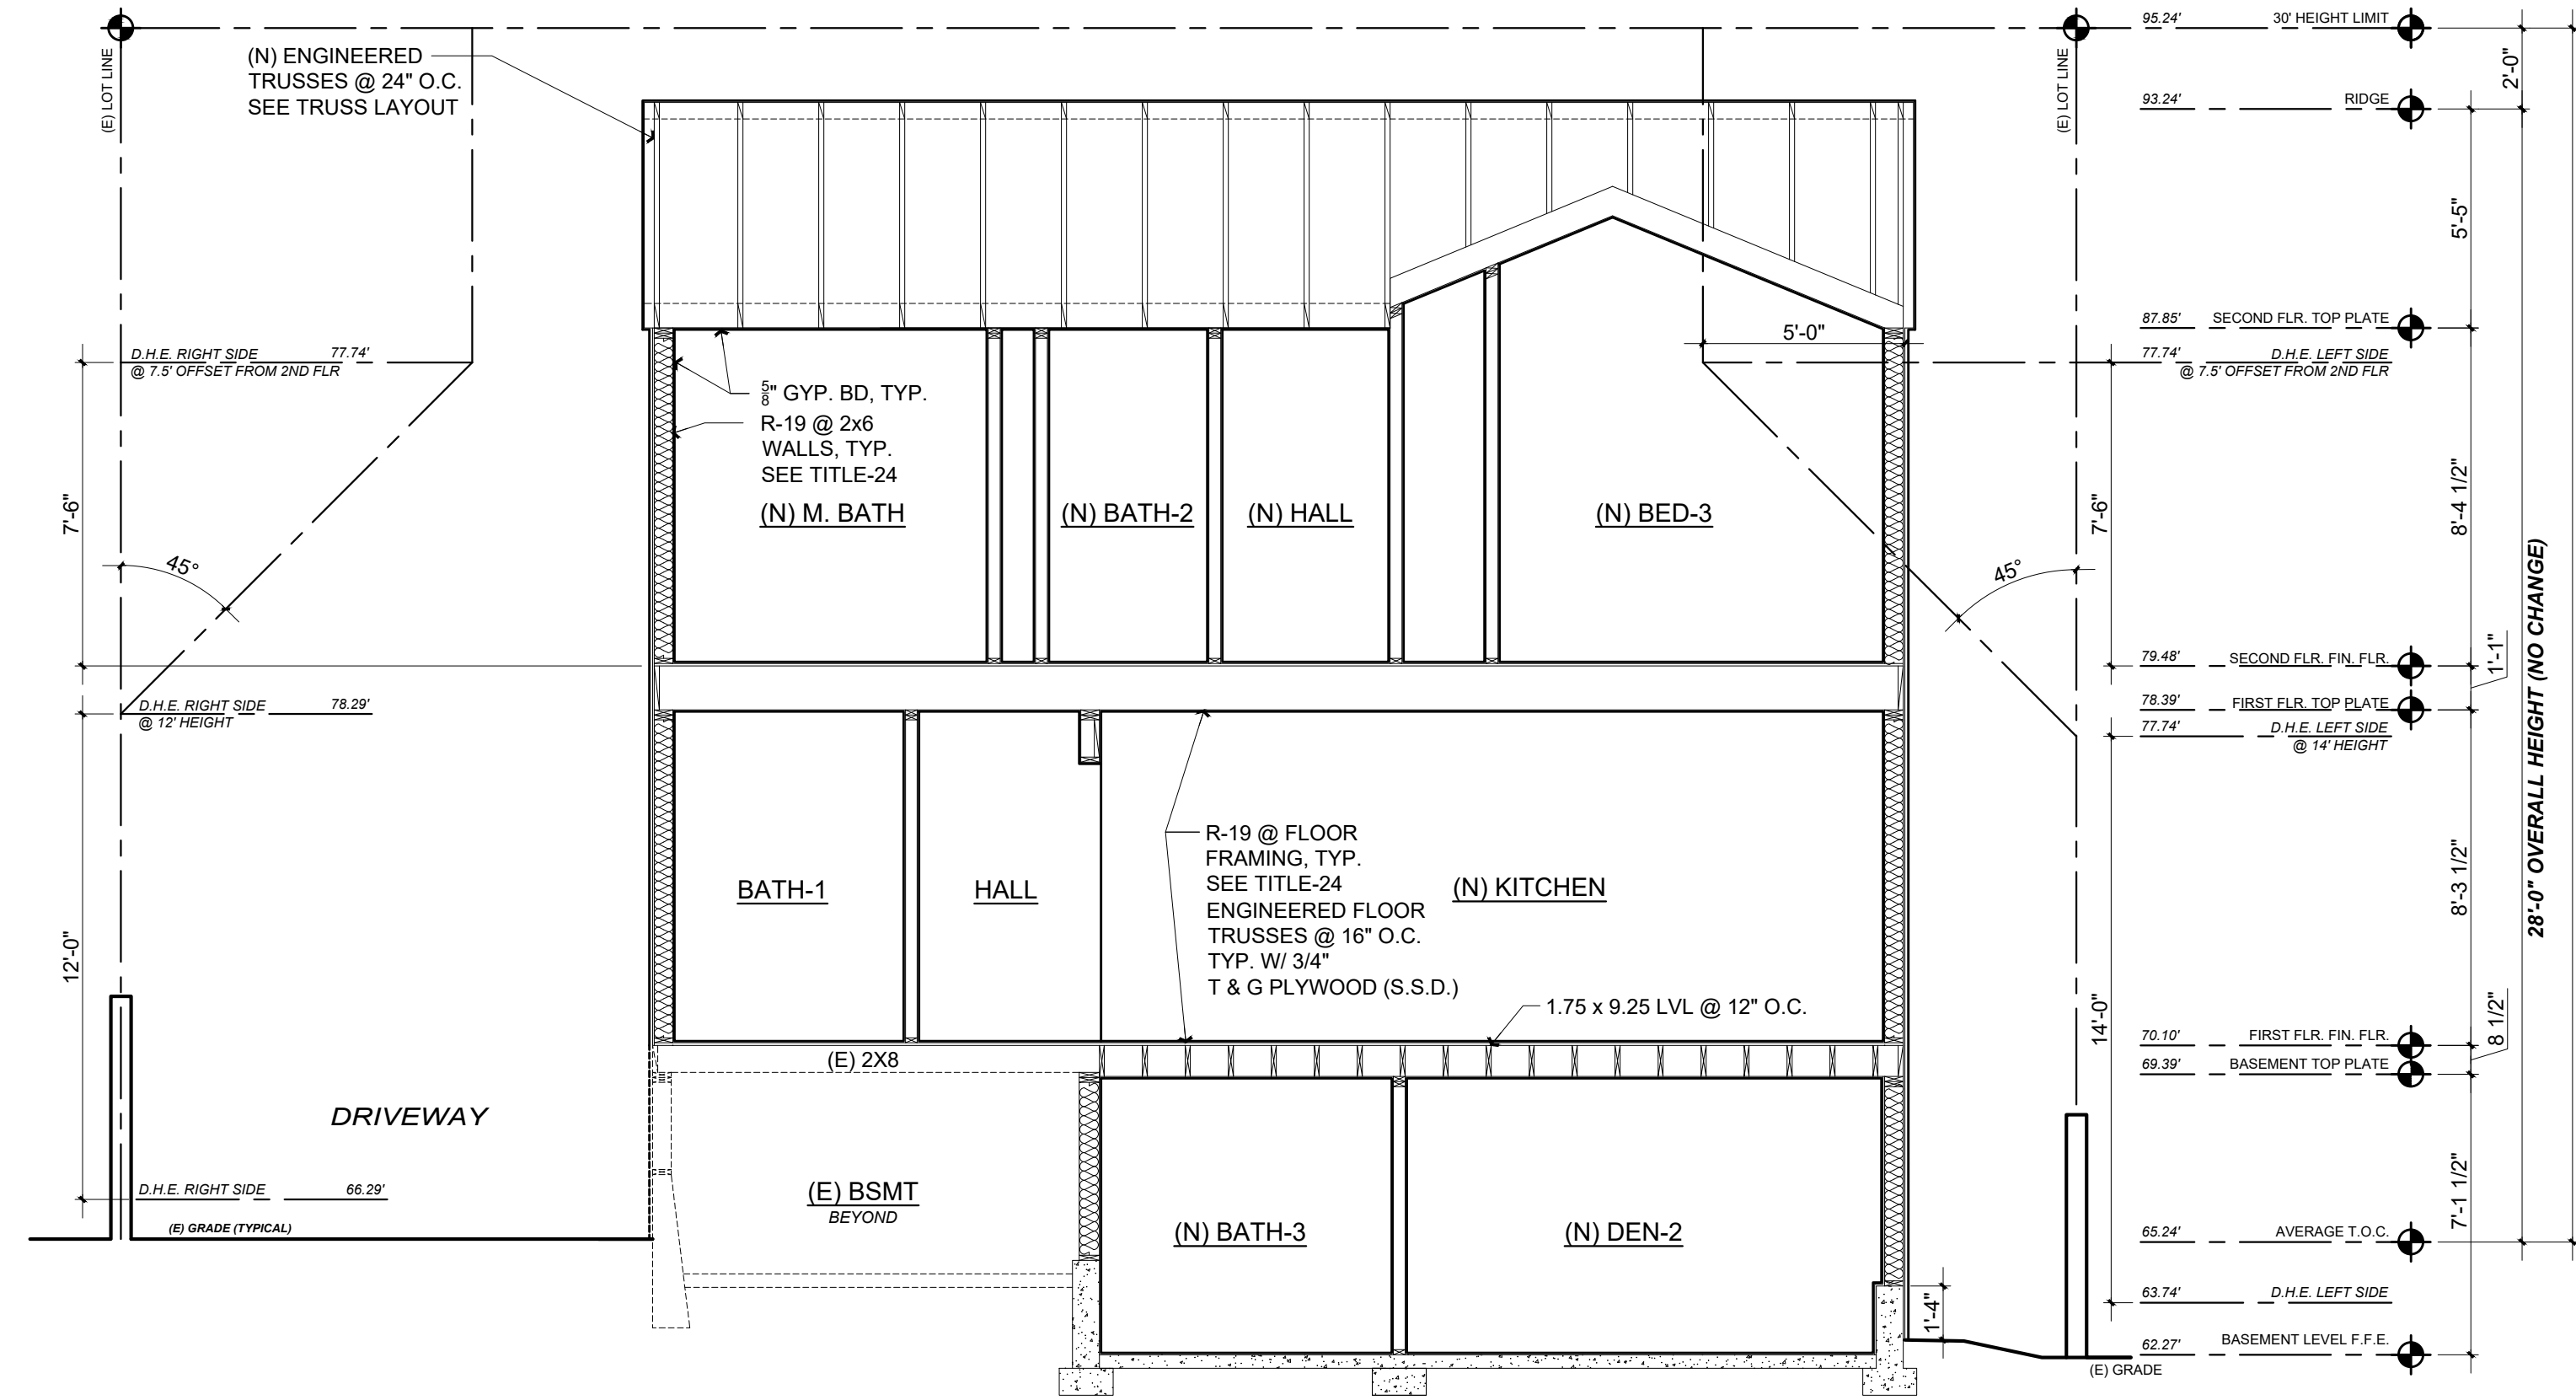 (E) LOT LINE
(N) ENGINEERED
TRUSSES @ 24" O.C.
SEE TRUSS LAYOUT
(E) LOT LINE
95.24' 30' HEIGHT LIMIT
2'-0"
93.24' RIDGE
5'-5"
87.85' SECOND FLR. TOP PLATE
5'-0"
D.H.E. RIGHT SIDE 77.74'
@ 7.5' OFFSET FROM 2ND FLR
77.74' D.H.E. LEFT SIDE
@ 7.5' OFFSET FROM 2ND FLR
5/8" GYP. BD, TYP.
R-19 @ 2x6
WALLS, TYP.
SEE TITLE-24
(N) M. BATH
(N) BATH-2
(N) HALL
(N) BED-3
7'-6"
45°
45°
7'-6"
8'-4 1/2"
28'-0" OVERALL HEIGHT (NO CHANGE)
1'-1"
79.48' SECOND FLR. FIN. FLR.
D.H.E. RIGHT SIDE 78.29'
@ 12' HEIGHT
78.39' FIRST FLR. TOP PLATE
77.74' D.H.E. LEFT SIDE
@ 14' HEIGHT
12'-0"
BATH-1
HALL
R-19 @ FLOOR
FRAMING, TYP.
SEE TITLE-24
ENGINEERED FLOOR
TRUSSES @ 16" O.C.
TYP. W/ 3/4"
T & G PLYWOOD (S.S.D.)
(N) KITCHEN
1.75 x 9.25 LVL @ 12" O.C.
14'-0"
8'-3 1/2"
8 1/2"
70.10' FIRST FLR. FIN. FLR.
(E) 2X8
69.39' BASEMENT TOP PLATE
DRIVEWAY
D.H.E. RIGHT SIDE 66.29'
(E) GRADE (TYPICAL)
(E) BSMT
BEYOND
(N) BATH-3
(N) DEN-2
7'-1 1/2"
65.24' AVERAGE T.O.C.
1'-4"
63.74' D.H.E. LEFT SIDE
62.27' BASEMENT LEVEL F.F.E.
(E) GRADE